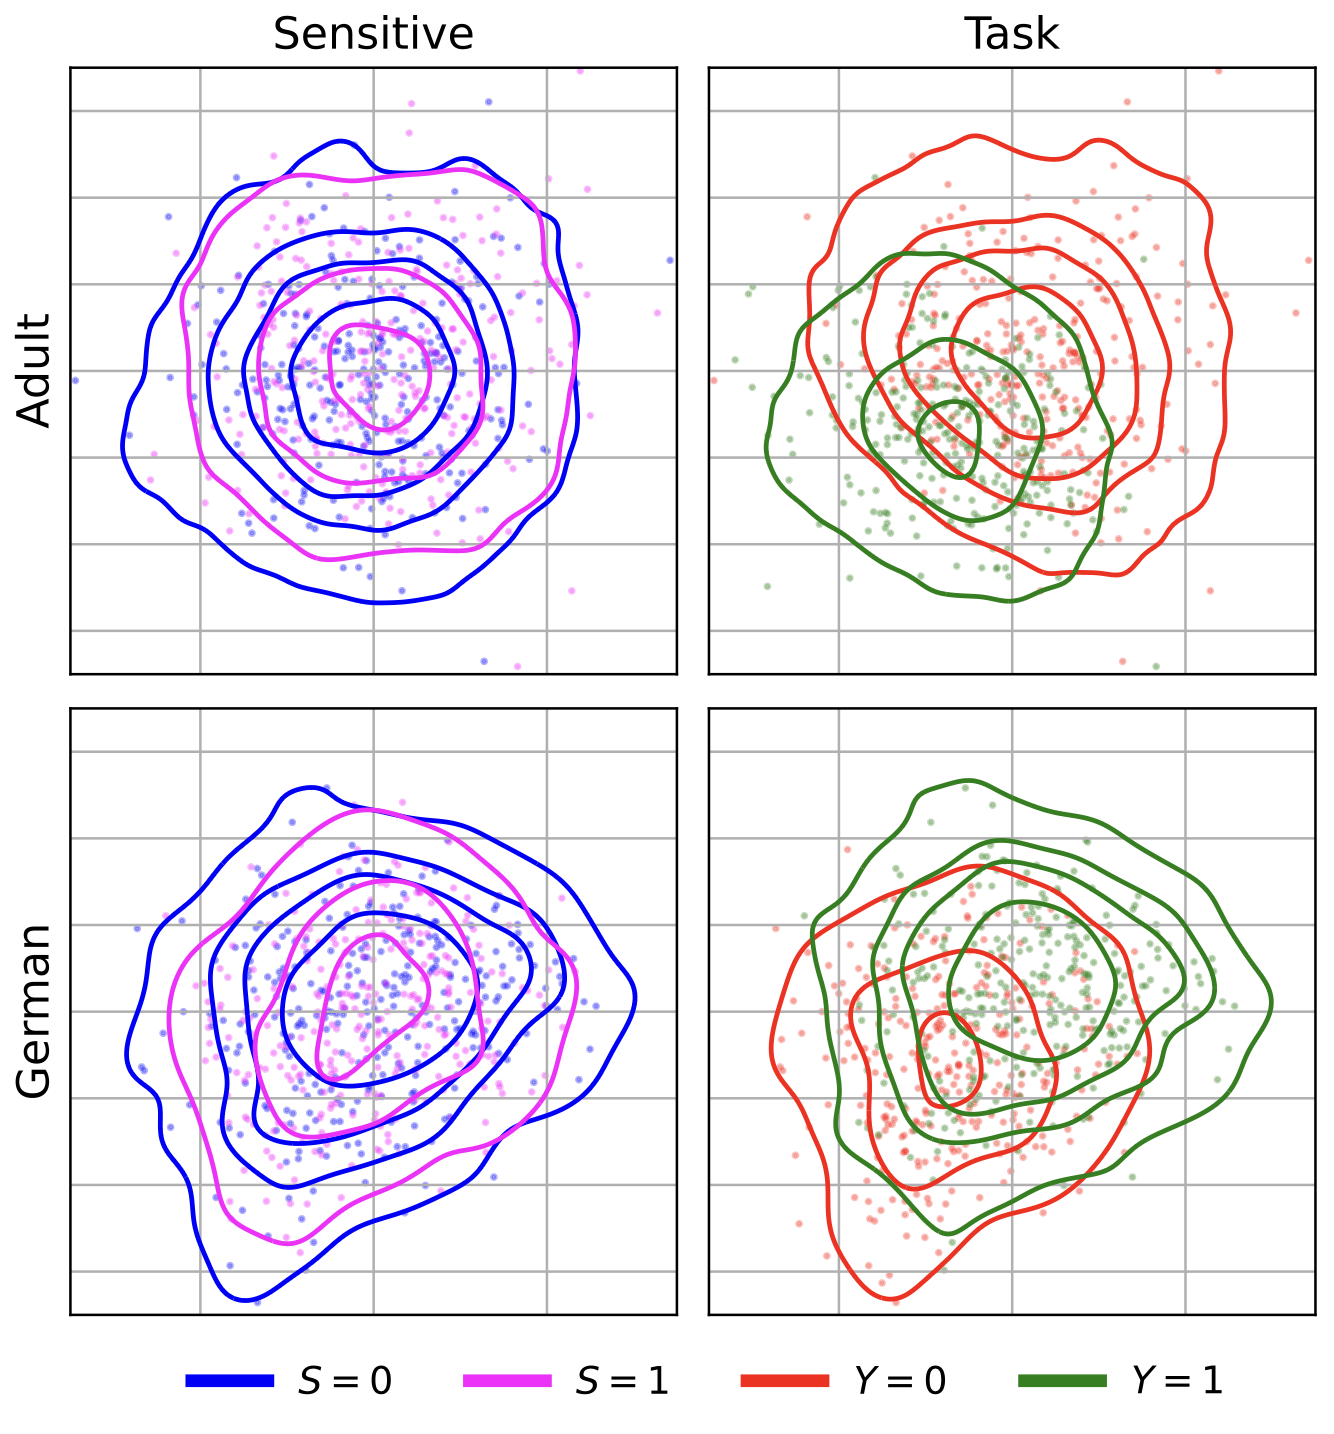 Sensitive Task
Adult
German
S = 0 S = 1 Y = 0 Y = 1